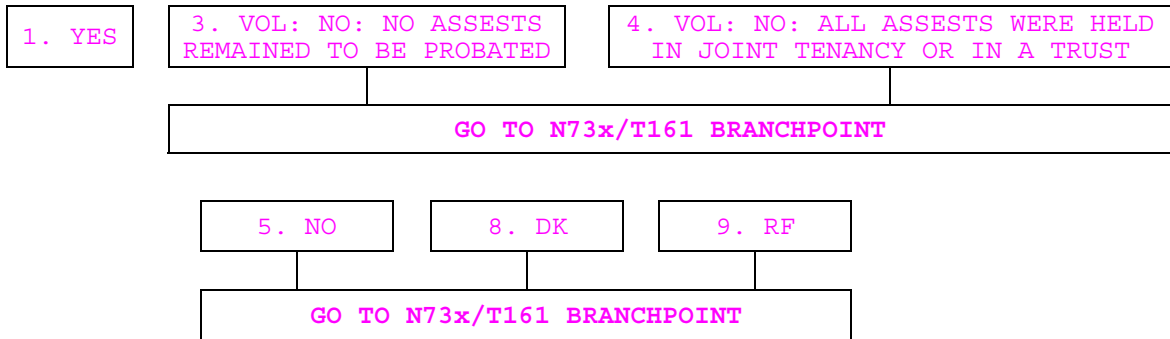 1. YES
3. VOL: NO: NO ASSESTS
REMAINED TO BE PROBATED
4. VOL: NO: ALL ASSESTS WERE HELD
IN JOINT TENANCY OR IN A TRUST
GO TO N73x/T161 BRANCHPOINT
5. NO
8. DK
9. RF
GO TO N73x/T161 BRANCHPOINT